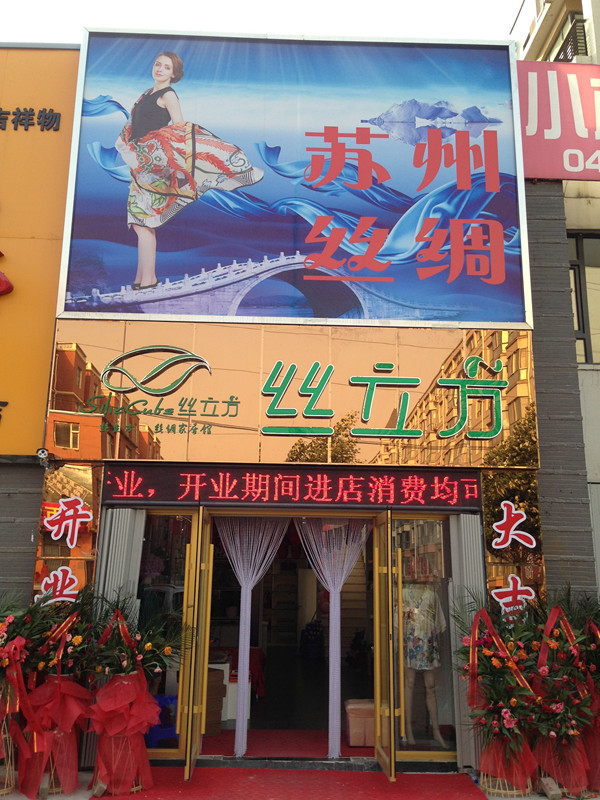 苏州
丝绸
吉祥物
小
04
SilkCube 丝立方
丝立方
业，开业期间进店消费均可
开业
大吉